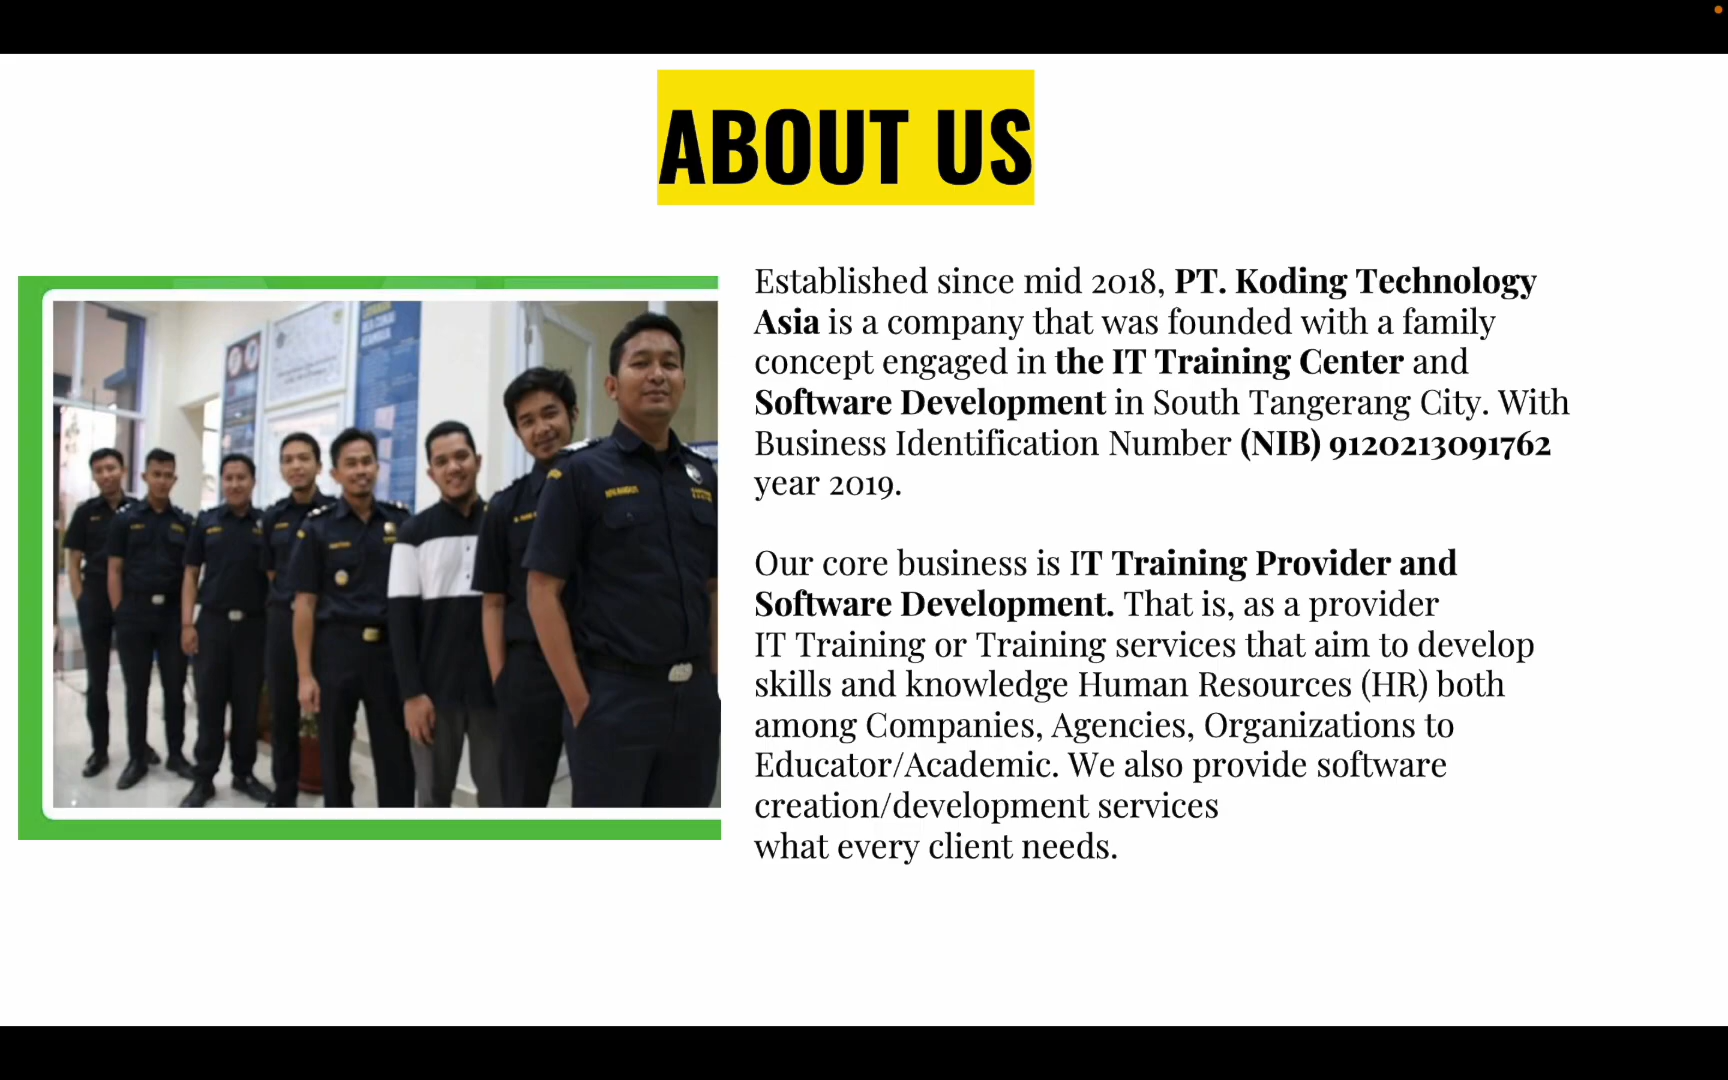 ABOUT US
Established since mid 2018, PT. Koding Technology
Asia is a company that was founded with a family
concept engaged in the IT Training Center and
Software Development in South Tangerang City. With
Business Identification Number (NIB) 9120213091762
year 2019.
Our core business is IT Training Provider and
Software Development. That is, as a provider
IT Training or Training services that aim to develop
skills and knowledge Human Resources (HR) both
among Companies, Agencies, Organizations to
Educator/Academic. We also provide software
creation/development services
what every client needs.